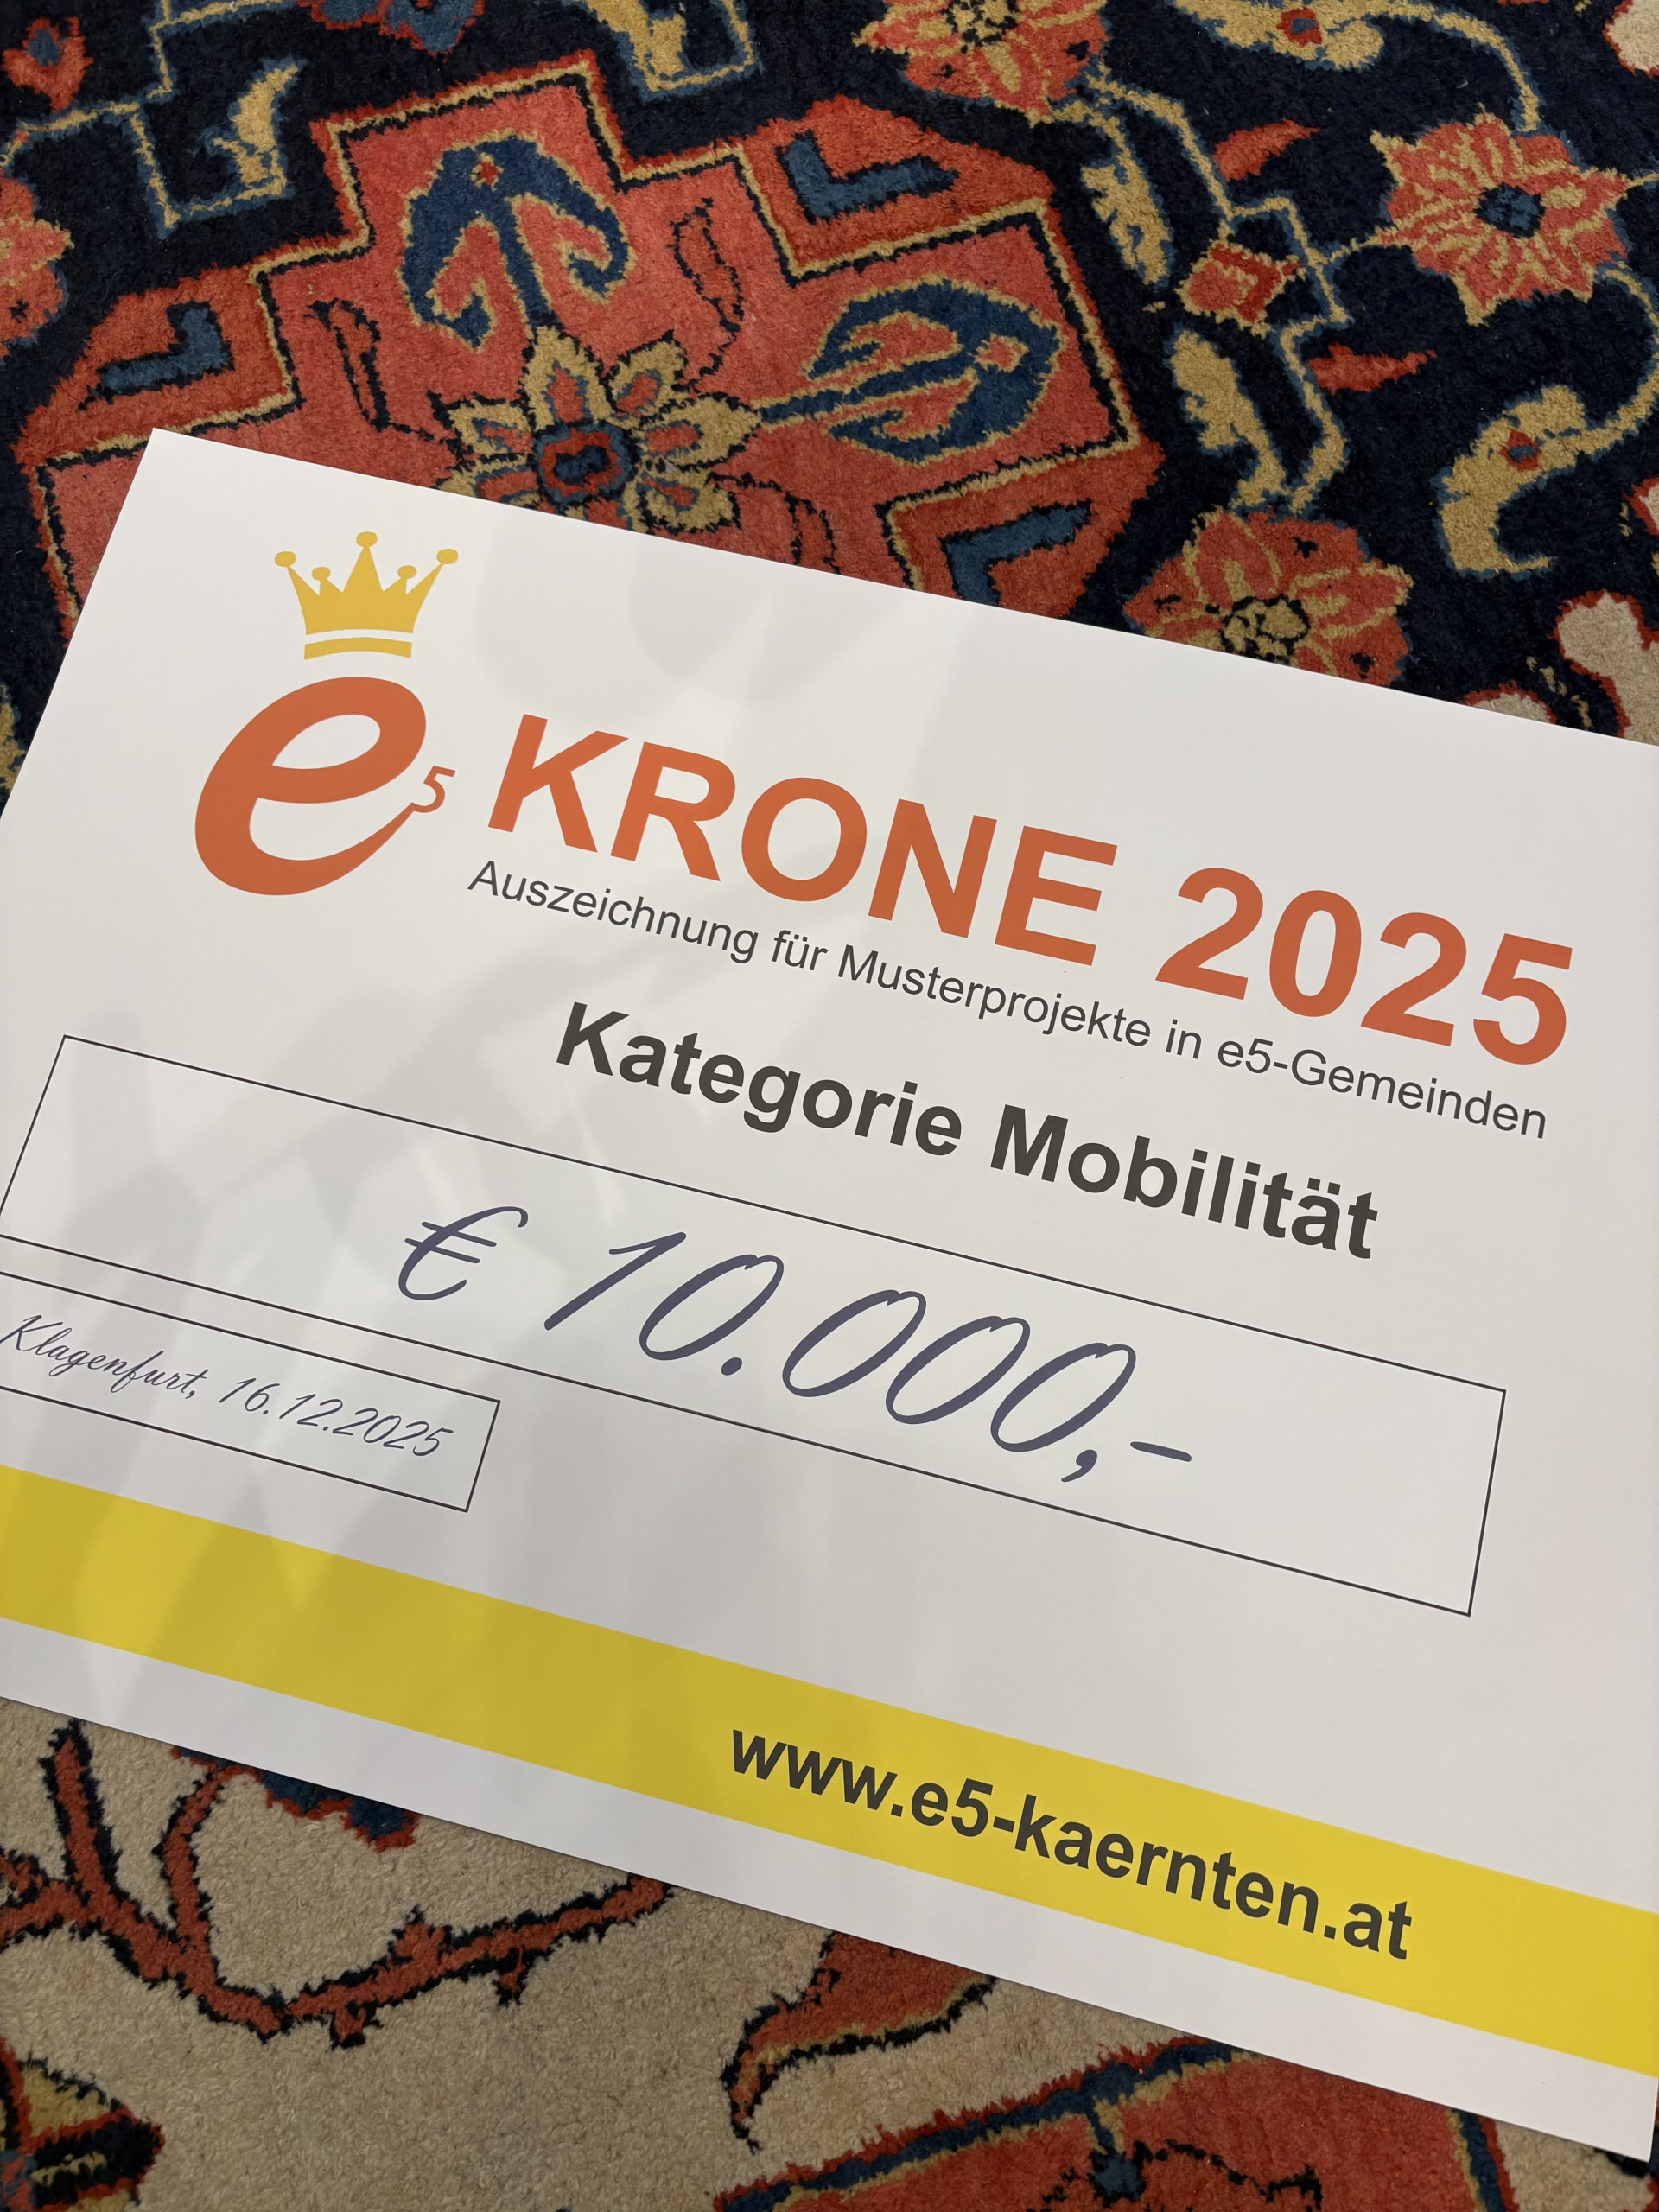 e5 KRONE 2025
Auszeichnung für Musterprojekte in e5-Gemeinden
Kategorie Mobilität
€ 10.000,-
Klagenfurt, 16.12.2025
www.e5-kaernten.at